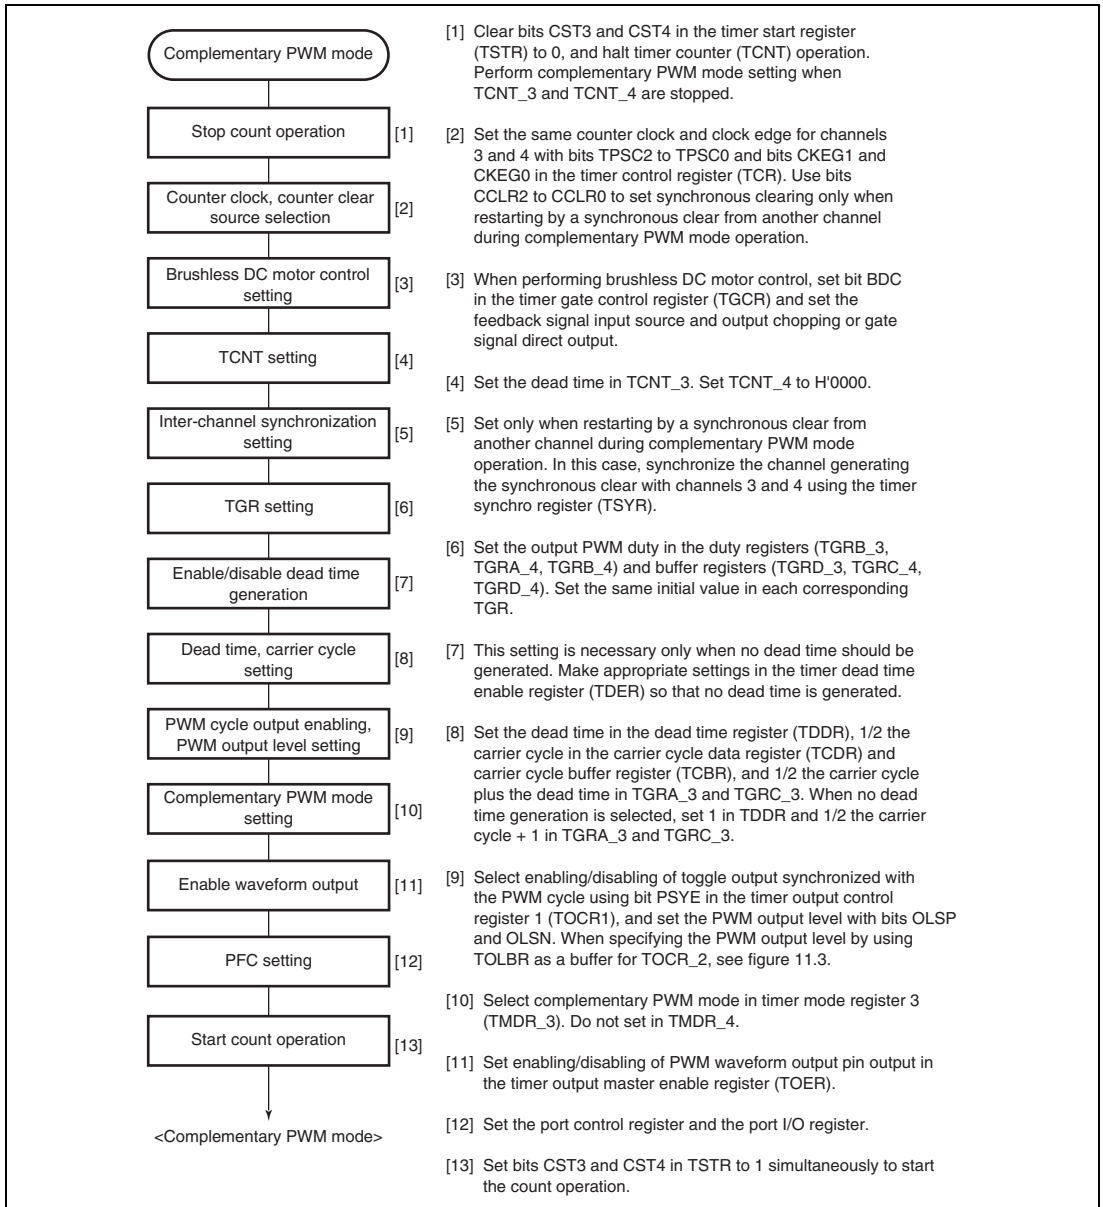 Complementary PWM mode
Stop count operation
[1]
Counter clock, counter clear
source selection
[2]
Brushless DC motor control
setting
[3]
TCNT setting
[4]
Inter-channel synchronization
setting
[5]
TGR setting
[6]
Enable/disable dead time
generation
[7]
Dead time, carrier cycle
setting
[8]
PWM cycle output enabling,
PWM output level setting
[9]
Complementary PWM mode
setting
[10]
Enable waveform output
[11]
PFC setting
[12]
Start count operation
[13]
<Complementary PWM mode>
[1] Clear bits CST3 and CST4 in the timer start register
(TSTR) to 0, and halt timer counter (TCNT) operation.
Perform complementary PWM mode setting when
TCNT_3 and TCNT_4 are stopped.
[2] Set the same counter clock and clock edge for channels
3 and 4 with bits TPSC2 to TPSC0 and bits CKEG1 and
CKEG0 in the timer control register (TCR). Use bits
CCLR2 to CCLR0 to set synchronous clearing only when
restarting by a synchronous clear from another channel
during complementary PWM mode operation.
[3] When performing brushless DC motor control, set bit BDC
in the timer gate control register (TGCR) and set the
feedback signal input source and output chopping or gate
signal direct output.
[4] Set the dead time in TCNT_3. Set TCNT_4 to H'0000.
[5] Set only when restarting by a synchronous clear from
another channel during complementary PWM mode
operation. In this case, synchronize the channel generating
the synchronous clear with channels 3 and 4 using the timer
synchro register (TSYR).
[6] Set the output PWM duty in the duty registers (TGRB_3,
TGRA_4, TGRB_4) and buffer registers (TGRD_3, TGRC_4,
TGRD_4). Set the same initial value in each corresponding
TGR.
[7] This setting is necessary only when no dead time should be
generated. Make appropriate settings in the timer dead time
enable register (TDER) so that no dead time is generated.
[8] Set the dead time in the dead time register (TDDR), 1/2 the
carrier cycle in the carrier cycle data register (TCDR) and
carrier cycle buffer register (TCBR), and 1/2 the carrier cycle
plus the dead time in TGRA_3 and TGRC_3. When no dead
time generation is selected, set 1 in TDDR and 1/2 the carrier
cycle + 1 in TGRA_3 and TGRC_3.
[9] Select enabling/disabling of toggle output synchronized with
the PWM cycle using bit PSYE in the timer output control
register 1 (TOCR1), and set the PWM output level with bits OLSP
and OLSN. When specifying the PWM output level by using
TOLBR as a buffer for TOCR_2, see figure 11.3.
[10] Select complementary PWM mode in timer mode register 3
(TMDR_3). Do not set in TMDR_4.
[11] Set enabling/disabling of PWM waveform output pin output in
the timer output master enable register (TOER).
[12] Set the port control register and the port I/O register.
[13] Set bits CST3 and CST4 in TSTR to 1 simultaneously to start
the count operation.